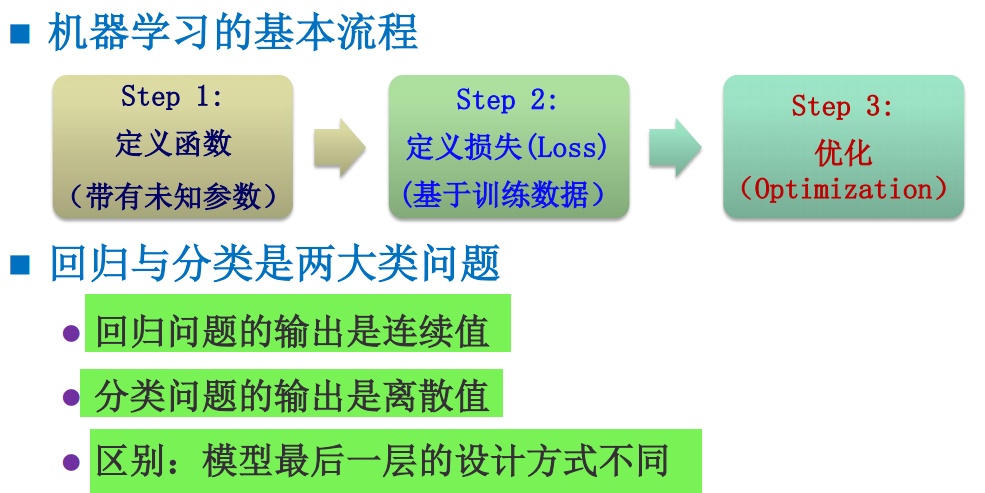 机器学习的基本流程
Step 1:
定义函数
（带有未知参数）
Step 2:
定义损失(Loss)
(基于训练数据）
Step 3:
优化
（Optimization）
回归与分类是两大类问题
回归问题的输出是连续值
分类问题的输出是离散值
区别：模型最后一层的设计方式不同